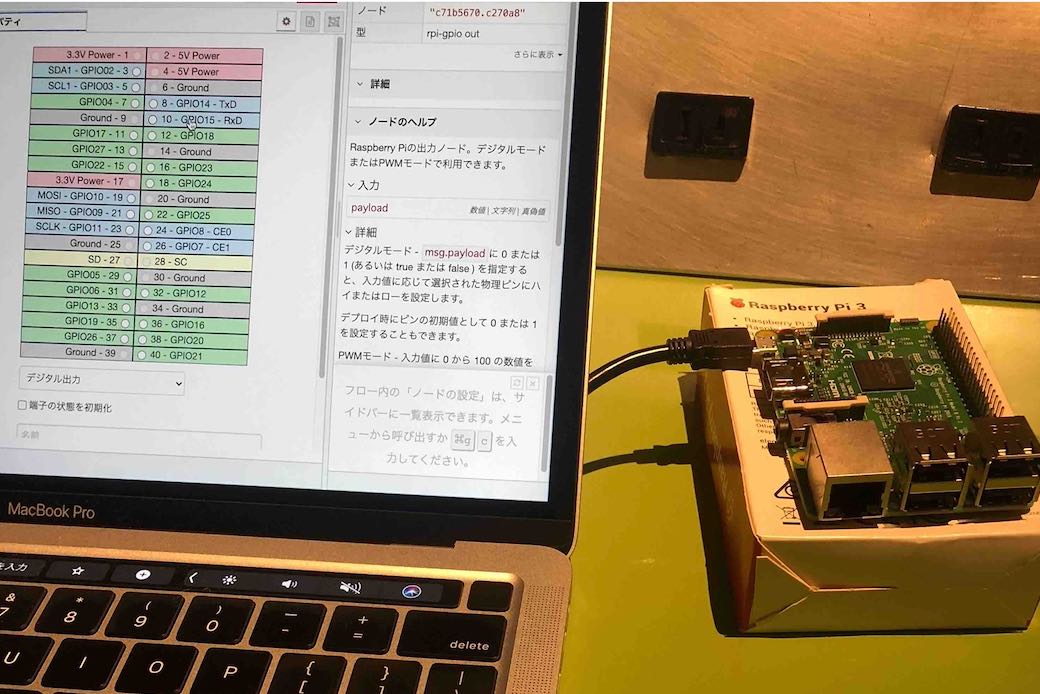 パティ
3.3V Power - 1 2 - 5V Power
SDA1 - GPIO02 - 3 4 - 5V Power
SCL1 - GPIO03 - 5 6 - Ground
GPIO04 - 7 8 - GPIO14 - TxD
Ground - 9 10 - GPIO15 - RxD
GPIO17 - 11 12 - GPIO18
GPIO27 - 13 14 - Ground
GPIO22 - 15 16 - GPIO23
3.3V Power - 17 18 - GPIO24
MOSI - GPIO10 - 19 20 - Ground
MISO - GPIO09 - 21 22 - GPIO25
SCLK - GPIO11 - 23 24 - GPIO8 - CE0
Ground - 25 26 - GPIO7 - CE1
SD - 27 28 - SC
GPIO05 - 29 30 - Ground
GPIO06 - 31 32 - GPIO12
GPIO13 - 33 34 - Ground
GPIO19 - 35 36 - GPIO16
GPIO26 - 37 38 - GPIO20
Ground - 39 40 - GPIO21
デジタル出力
端子の状態を初期化
名前
ノード "c71b5670.c270a8"
型 rpi-gpio out
さらに表示
詳細
ノードのヘルプ
Raspberry Piの出力ノード。デジタルモード
またはPWMモードで利用できます。
入力
payload 数値 | 文字列 | 真偽値
詳細
デジタルモード - msg.payload に 0 または
1 (あるいは true または false ) を指定する
と、入力値に応じて選択された物理ピンにハ
イまたはローを設定します。
デプロイ時にピンの初期値として 0 または 1
を設定することもできます。
PWMモード - 入力値に 0 から 100 の数値を
フロー内の「ノードの設定」は、サ
イドバーに一覧表示できます。メニ
ューから呼び出すか ⌘g c を入
力してください。
MacBook Pro
を入力
& 7
* 8
( 9
) 0
_ -
+ =
delete
U I O P { [ } ]
Raspberry Pi 3
Raspberry Pi 3